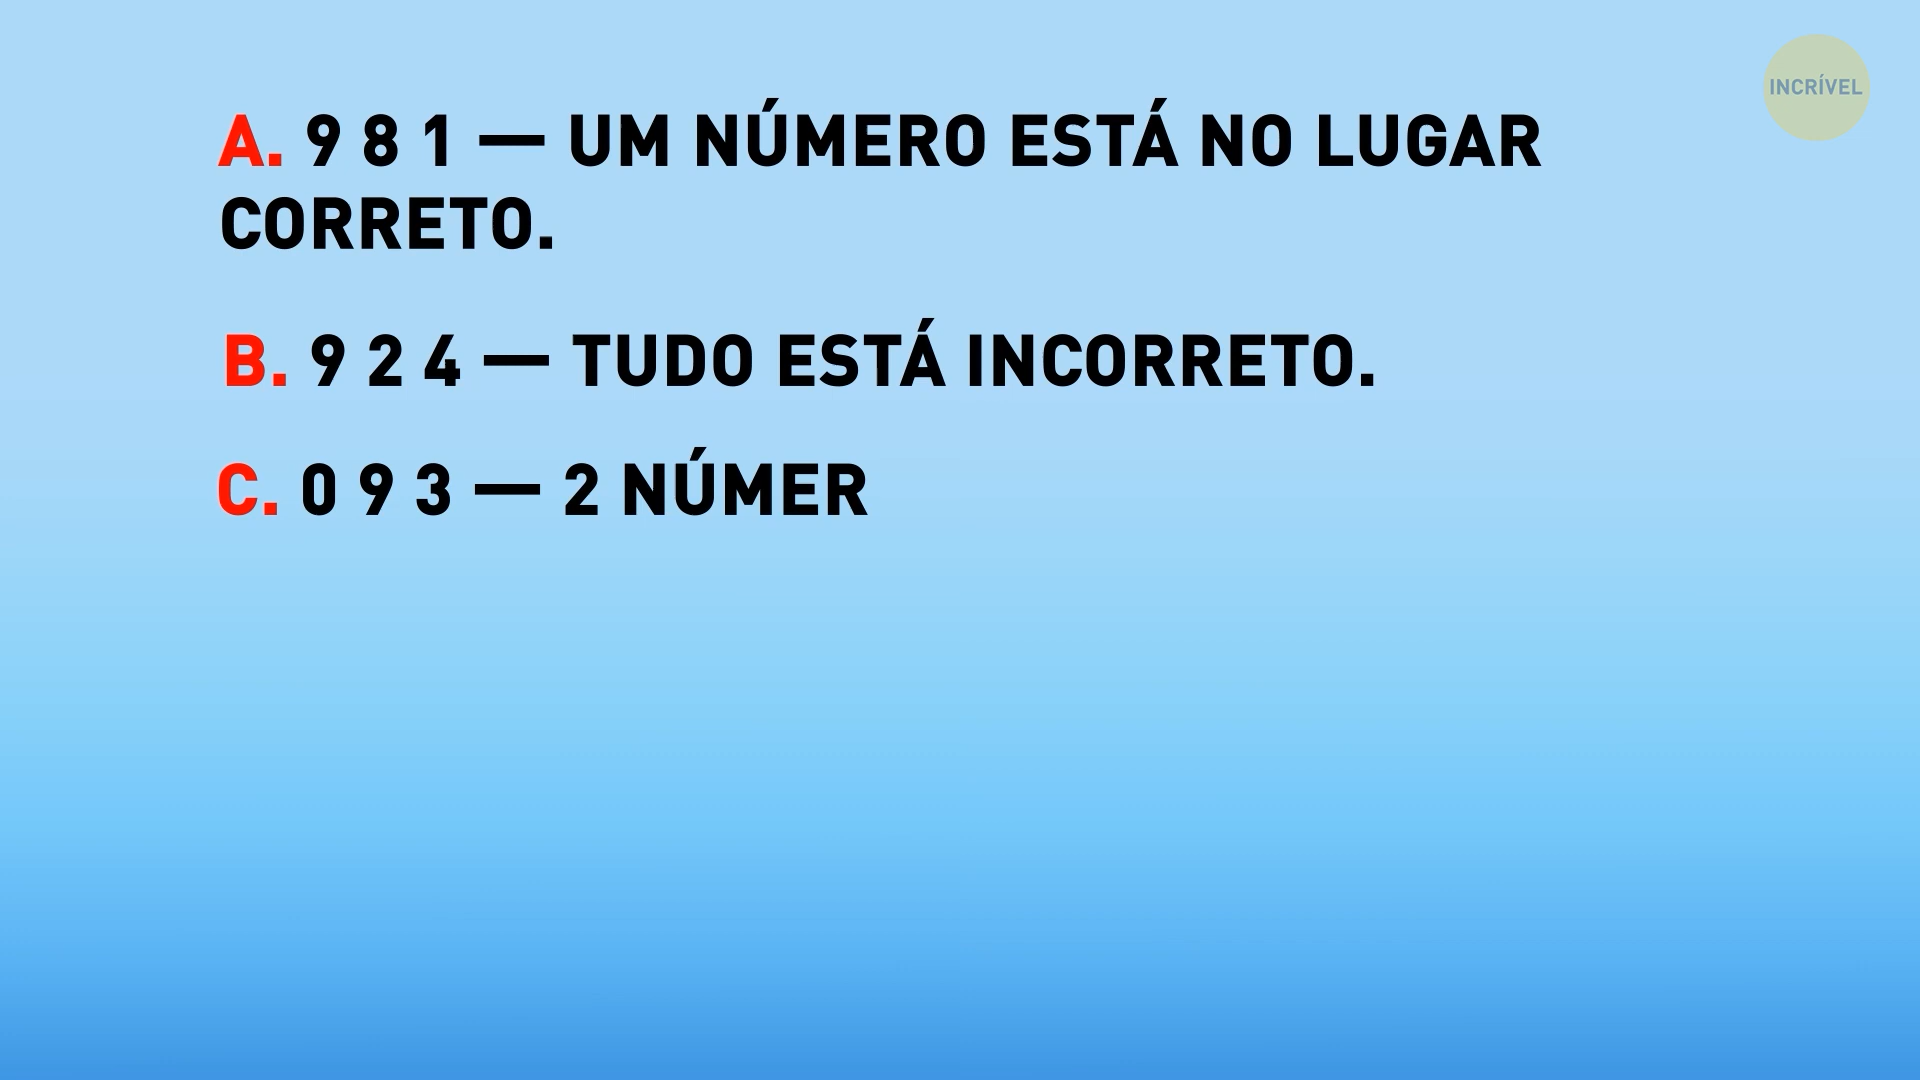 INCRÍVEL
A. 9 8 1 — UM NÚMERO ESTÁ NO LUGAR
CORRETO.
B. 9 2 4 — TUDO ESTÁ INCORRETO.
C. 0 9 3 — 2 NÚMER